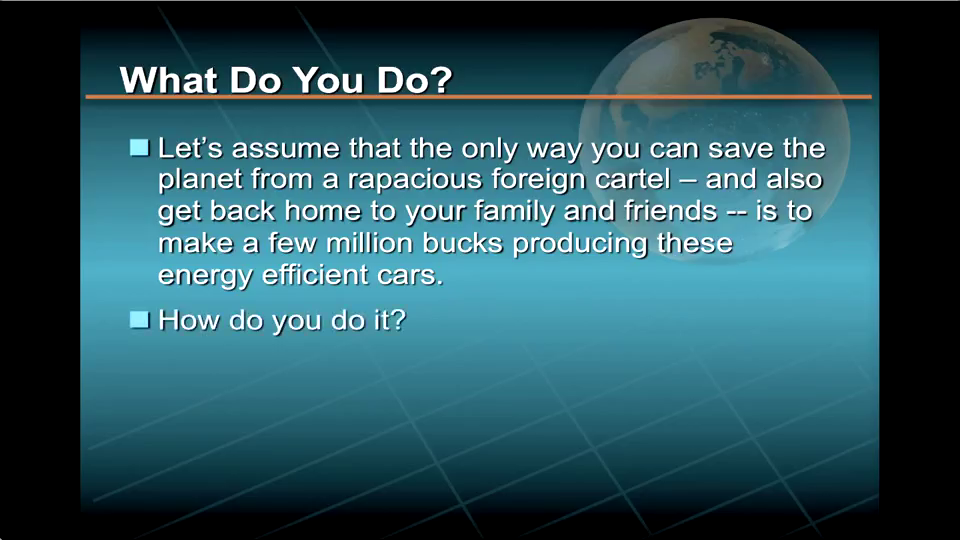 What Do You Do?
Let’s assume that the only way you can save the
planet from a rapacious foreign cartel – and also
get back home to your family and friends -- is to
make a few million bucks producing these
energy efficient cars.
How do you do it?